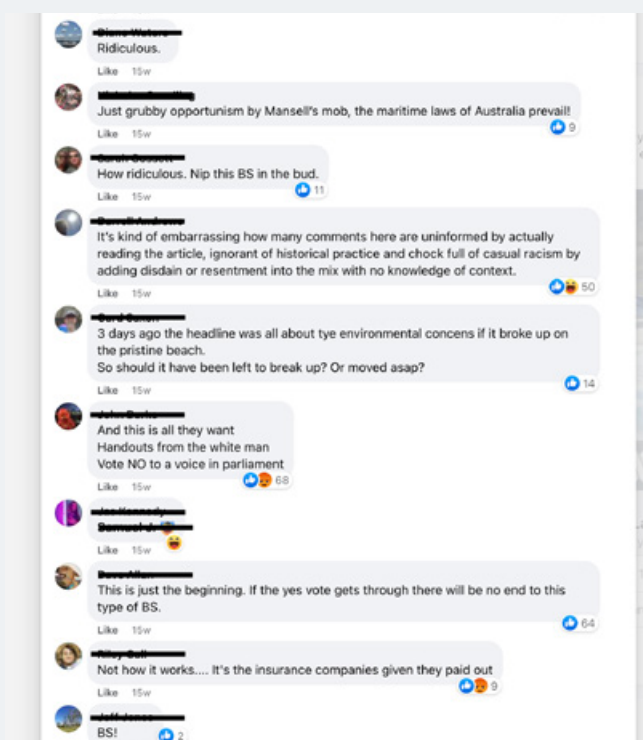 Ridiculous.
Like 15w
Just grubby opportunism by Mansell's mob, the maritime laws of Australia prevail!
9
Like 15w
How ridiculous. Nip this BS in the bud.
11
Like 15w
It's kind of embarrassing how many comments here are uninformed by actually
reading the article, ignorant of historical practice and chock full of casual racism by
adding disdain or resentment into the mix with no knowledge of context.
50
Like 15w
3 days ago the headline was all about tye environmental concens if it broke up on
the pristine beach.
So should it have been left to break up? Or moved asap?
14
Like 15w
And this is all they want
Handouts from the white man
Vote NO to a voice in parliament
68
Like 15w
Like 15w
This is just the beginning. If the yes vote gets through there will be no end to this
type of BS.
64
Like 15w
Not how it works.... It's the insurance companies given they paid out
9
Like 15w
BS!
2